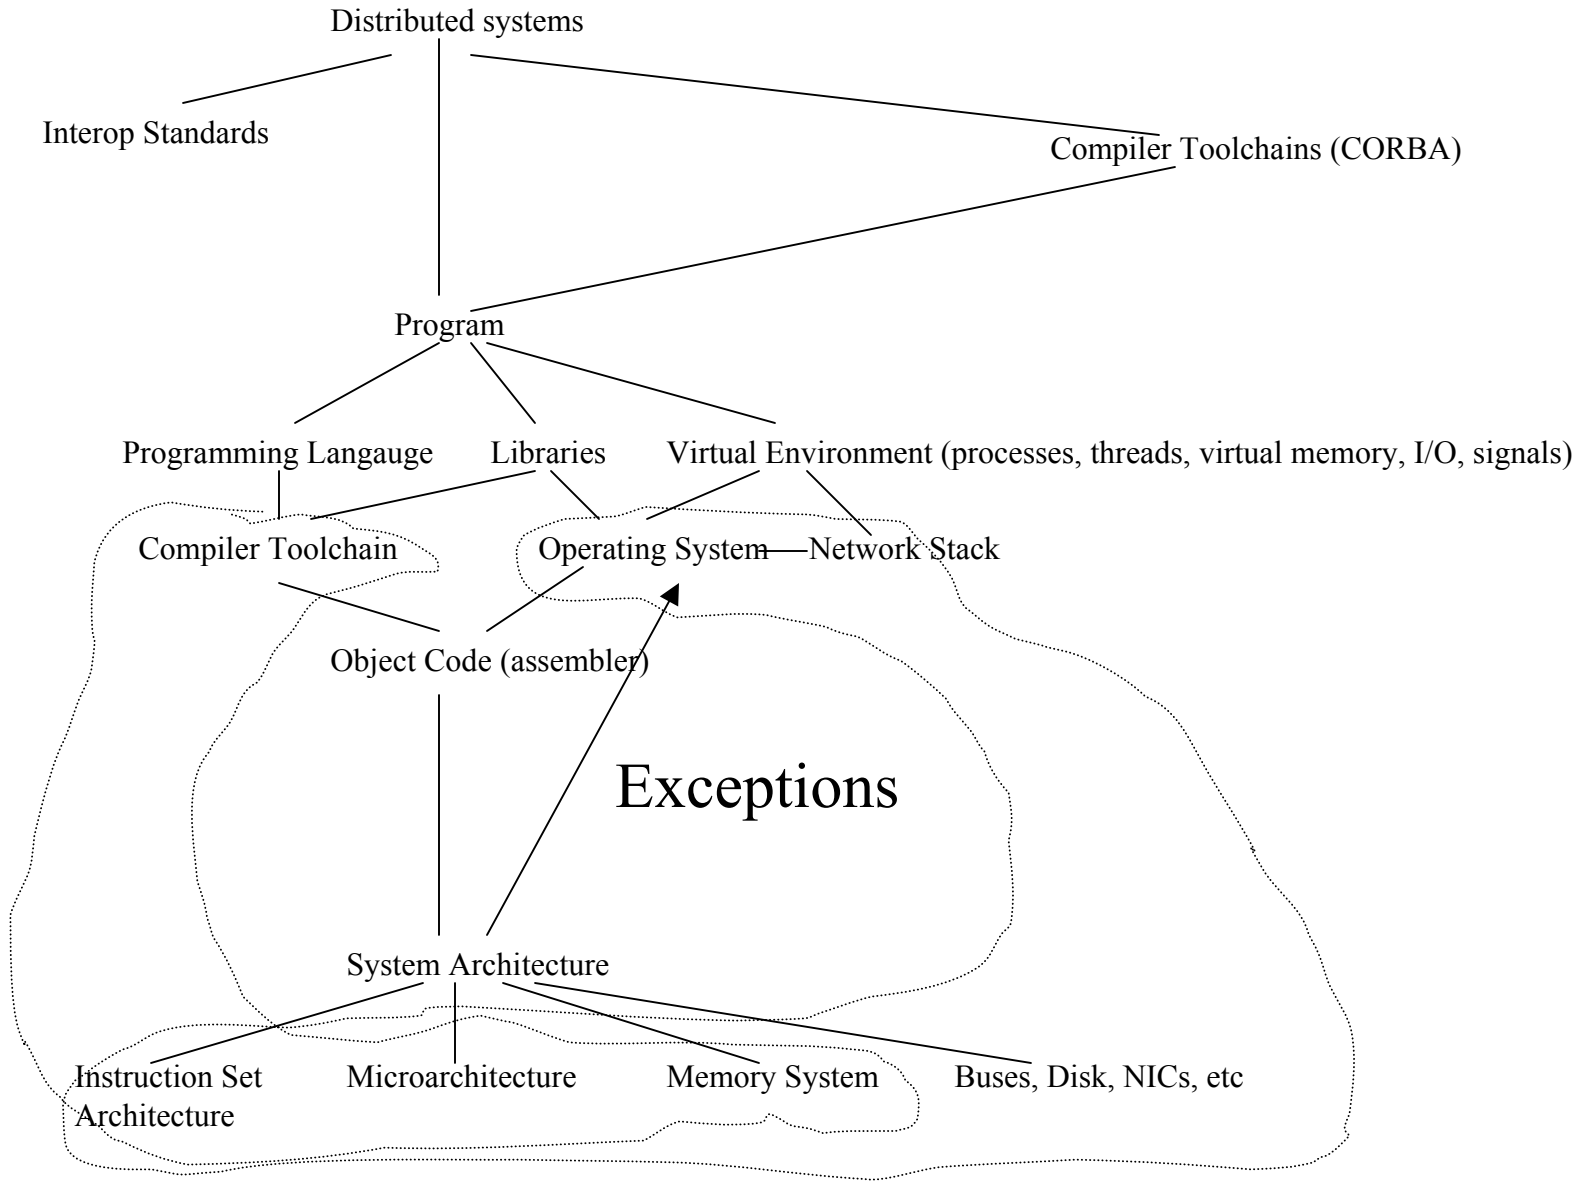 Distributed systems
Interop Standards
Compiler Toolchains (CORBA)
Program
Programming Langauge
Libraries
Virtual Environment (processes, threads, virtual memory, I/O, signals)
Compiler Toolchain
Operating System
Network Stack
Object Code (assembler)
Exceptions
System Architecture
Instruction Set
Architecture
Microarchitecture
Memory System
Buses, Disk, NICs, etc